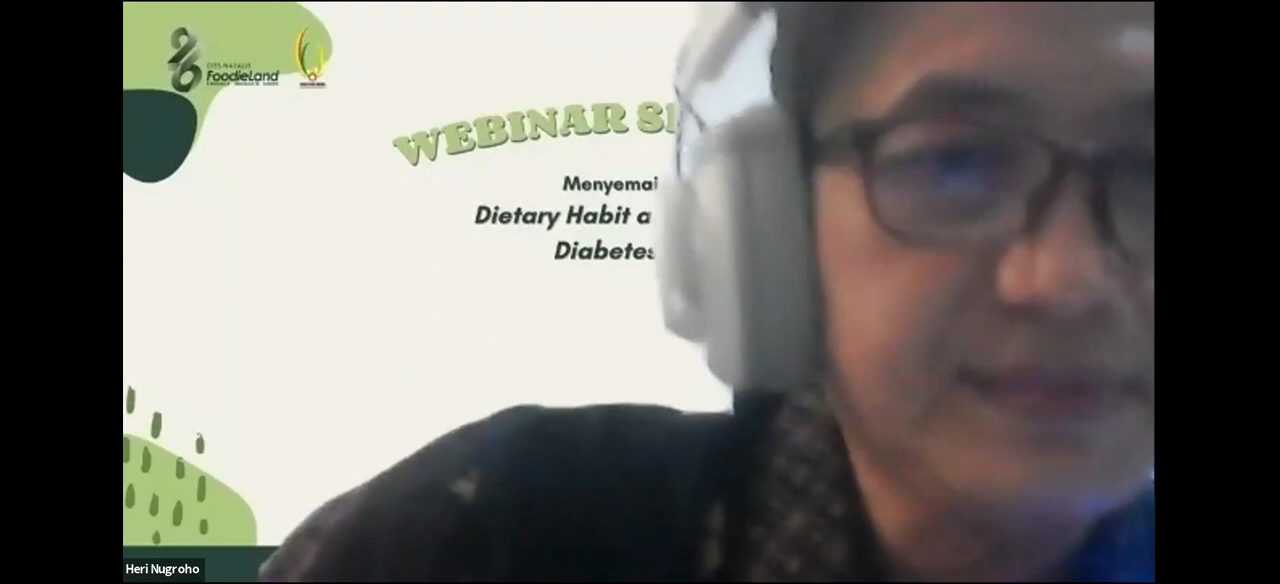 DIES NATALIS
FoodieLand
WEBINAR S
Menyemai
Dietary Habit a
Diabetes
Heri Nugroho